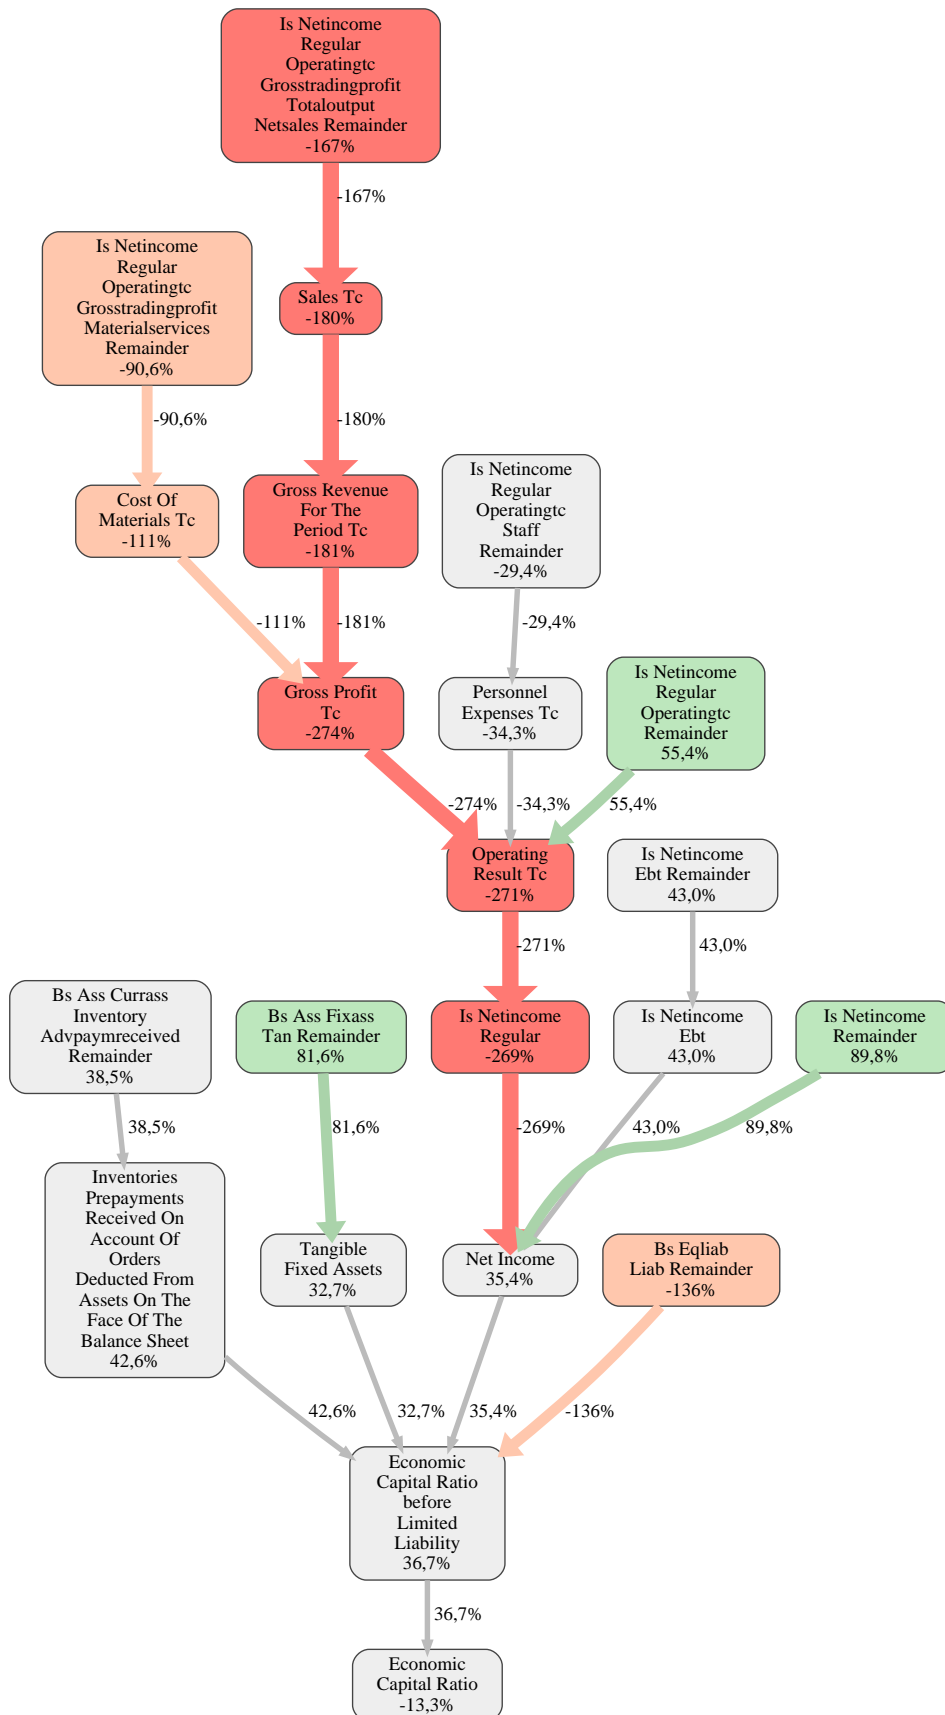 Is Netincome
Regular
Operatingtc
Grosstradingprofit
Totaloutput
Netsales Remainder
-167%
-167%
Is Netincome
Regular
Operatingtc
Grosstradingprofit
Materialservices
Remainder
-90,6%
Sales Tc
-180%
-90,6%
-180%
Is Netincome
Regular
Operatingtc
Staff
Remainder
-29,4%
Cost Of
Materials Tc
-111%
Gross Revenue
For The
Period Tc
-181%
-111%
-181%
-29,4%
Gross Profit
Tc
-274%
Personnel
Expenses Tc
-34,3%
Is Netincome
Regular
Operatingtc
Remainder
55,4%
-274%
-34,3%
55,4%
Operating
Result Tc
-271%
Is Netincome
Ebt Remainder
43,0%
-271%
43,0%
Bs Ass Currass
Inventory
Advpaymreceived
Remainder
38,5%
Bs Ass Fixass
Tan Remainder
81,6%
Is Netincome
Regular
-269%
Is Netincome
Ebt
43,0%
Is Netincome
Remainder
89,8%
38,5%
81,6%
-269%
43,0%
89,8%
Inventories
Prepayments
Received On
Account Of
Orders
Deducted From
Assets On The
Face Of The
Balance Sheet
42,6%
Tangible
Fixed Assets
32,7%
Net Income
35,4%
Bs Eqliab
Liab Remainder
-136%
42,6%
32,7%
35,4%
-136%
Economic
Capital Ratio
before
Limited
Liability
36,7%
36,7%
Economic
Capital Ratio
-13,3%